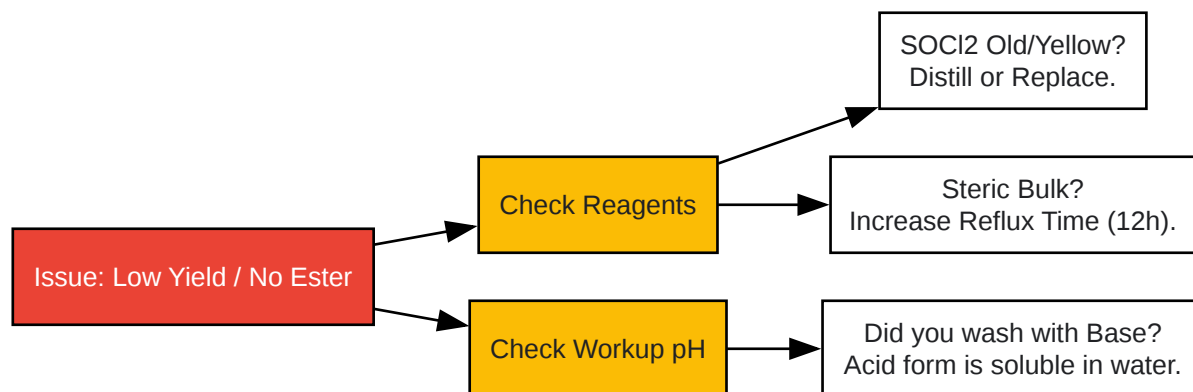 SOCl2 Old/Yellow?
Distill or Replace.
Check Reagents
Steric Bulk?
Increase Reflux Time (12h).
Issue: Low Yield / No Ester
Check Workup pH
Did you wash with Base?
Acid form is soluble in water.